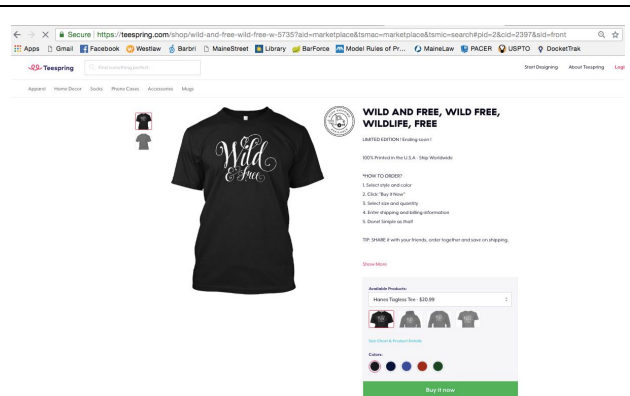 Secure | https://teespring.com/shop/wild-and-free-wild-free-w-5735?aid=marketplace&tsmac=marketplace&tsmic=search#pid=2&cid=2397&sid=front
Apps Gmail Facebook Westlaw Barbri MaineStreet Library BarForce Model Rules of Pr... MaineLaw PACER USPTO DocketTrak
Teespring Start Designing About Teespring Logi
Apparel Home Decor Socks Phone Cases Accessories Mugs
Wild
& Free
WILD AND FREE, WILD FREE,
WILDLIFE, FREE
LIMITED EDITION ! Ending soon !
100% Printed in the U.S.A - Ship Worldwide
*HOW TO ORDER?
1. Select style and color
2. Click "Buy it Now"
3. Select size and quantity
4. Enter shipping and billing information
5. Done! Simple as that!
TIP: SHARE it with your friends, order together and save on shipping.
Show More
Available Products:
Hanes Tagless Tee - $20.99
Size Chart & Product Details
Colors:
Buy it now